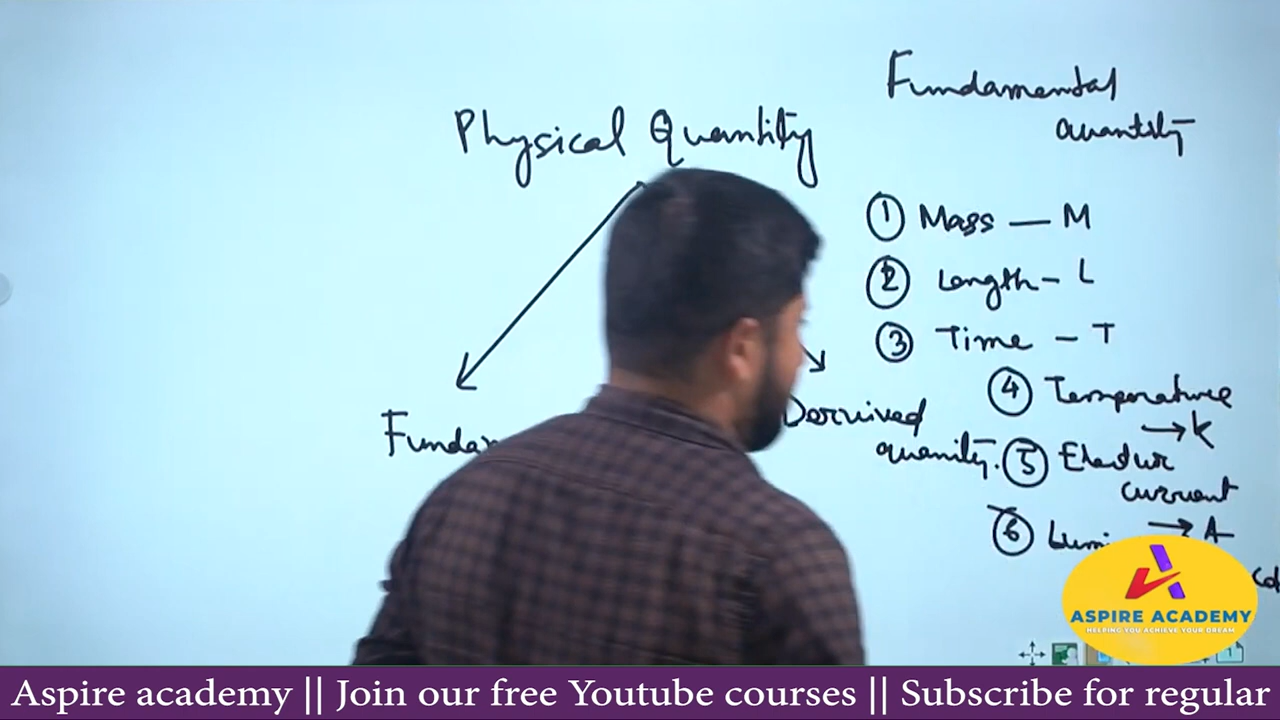 Physical Quantity
Derived
quanity.
Fundamental
quantity
① Mass — M
② Length - L
③ Time - T
④ Temperature
→ K
⑤
current
→ A
⑥
cd
ASPIRE ACADEMY
HELPING YOU ACHIEVE YOUR DREAM
Aspire academy || Join our free Youtube courses || Subscribe for regular